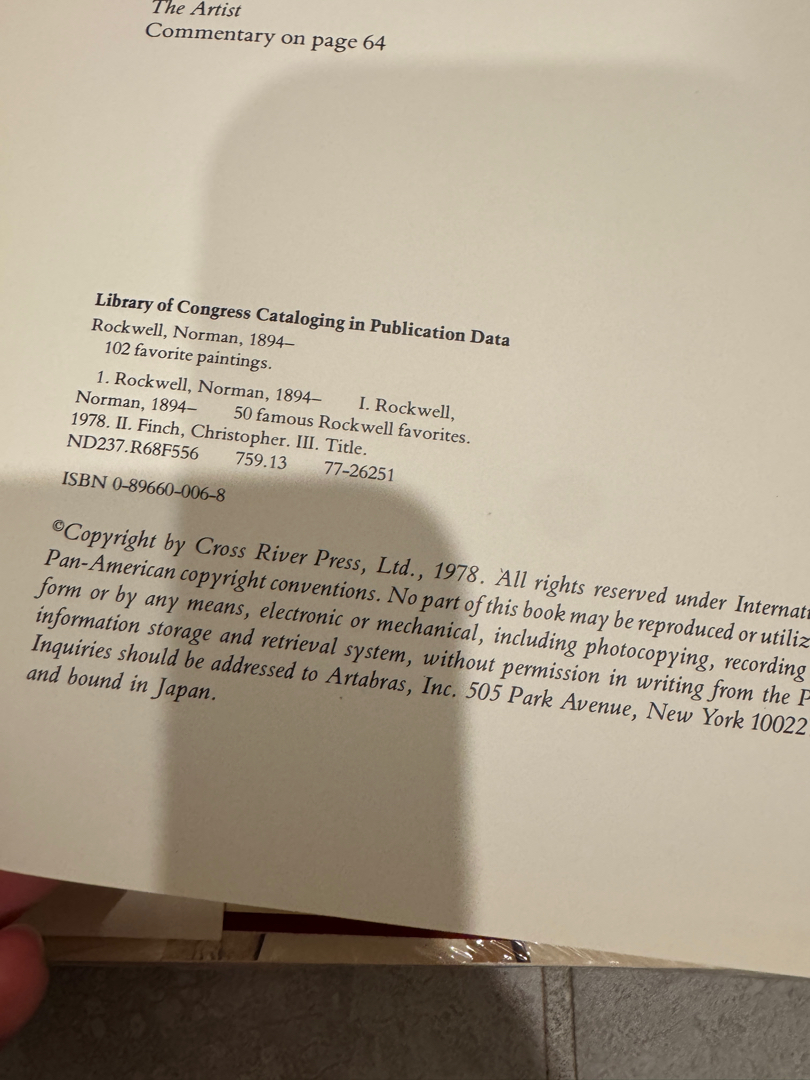 The Artist
Commentary on page 64
Library of Congress Cataloging in Publication Data
Rockwell, Norman, 1894–
102 favorite paintings.
1. Rockwell, Norman, 1894– I. Rockwell,
Norman, 1894– 50 famous Rockwell favorites.
1978. II. Finch, Christopher. III. Title.
ND237.R68F556 759.13 77-26251
ISBN 0-89660-006-8
©Copyright by Cross River Press, Ltd., 1978. All rights reserved under Internati
Pan-American copyright conventions. No part of this book may be reproduced or utiliz
form or by any means, electronic or mechanical, including photocopying, recording
information storage and retrieval system, without permission in writing from the P
Inquiries should be addressed to Artabras, Inc. 505 Park Avenue, New York 10022
and bound in Japan.